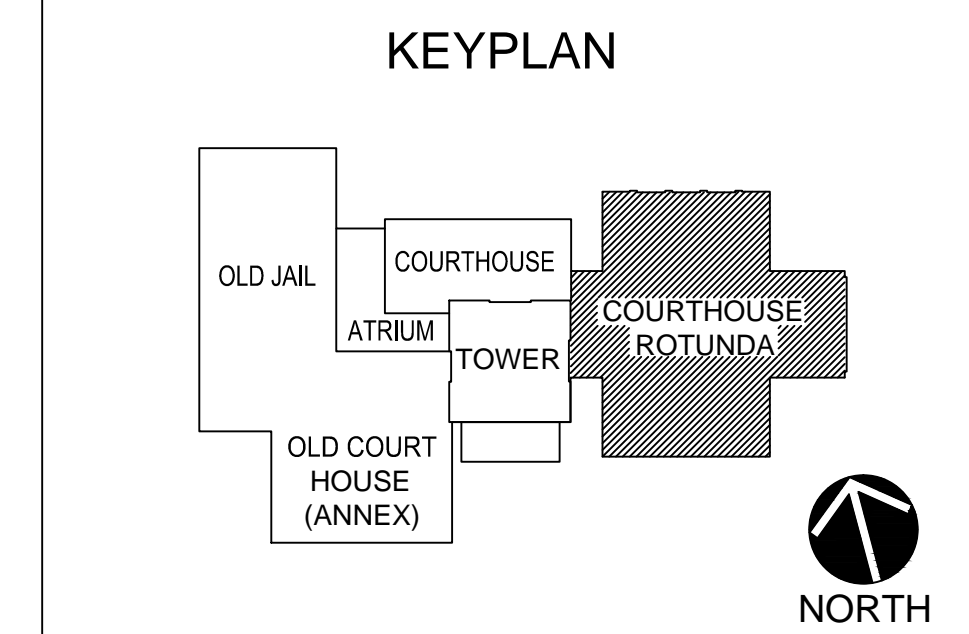 KEYPLAN
OLD JAIL
COURTHOUSE
ATRIUM
TOWER
COURTHOUSE
ROTUNDA
OLD COURT
HOUSE
(ANNEX)
NORTH